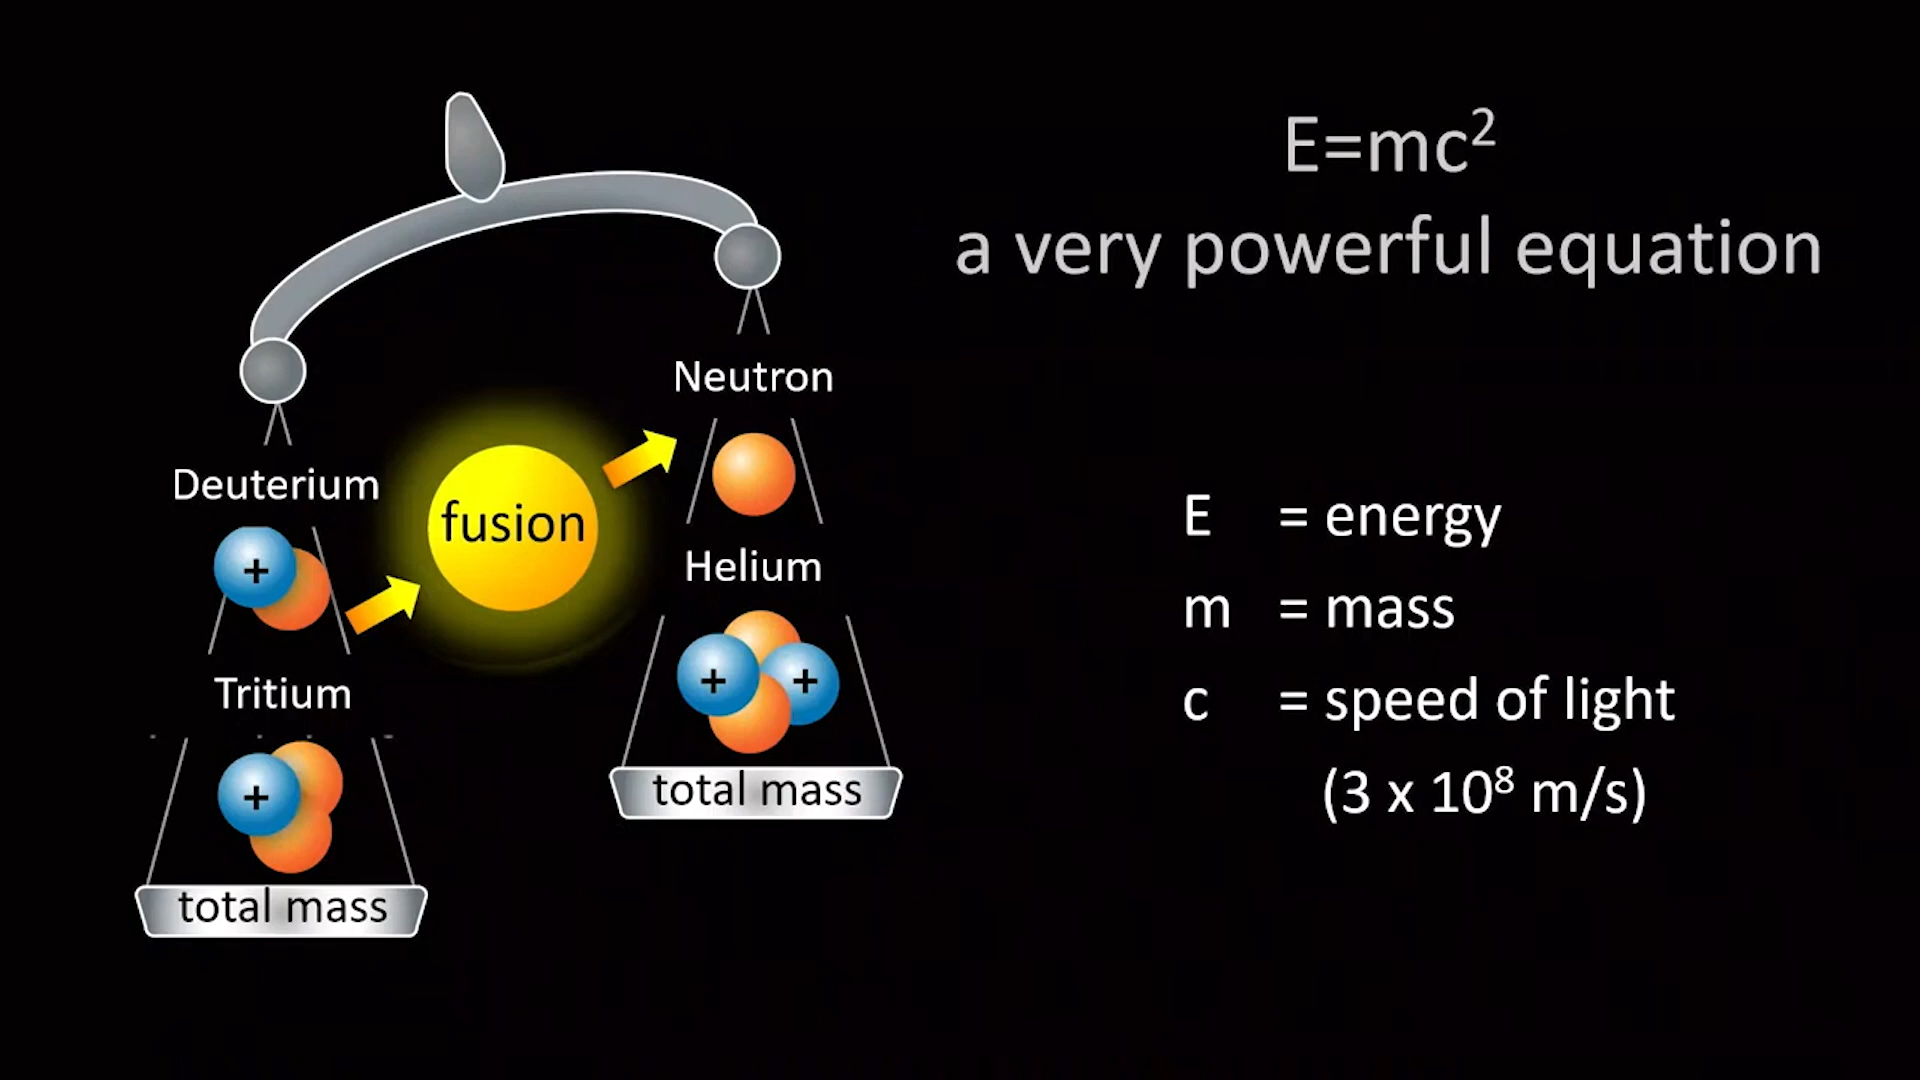 E=mc²
a very powerful equation
Neutron
Deuterium
fusion
+
Helium
+ +
Tritium
+
total mass
total mass
E = energy
m = mass
c = speed of light
(3 x 10⁸ m/s)